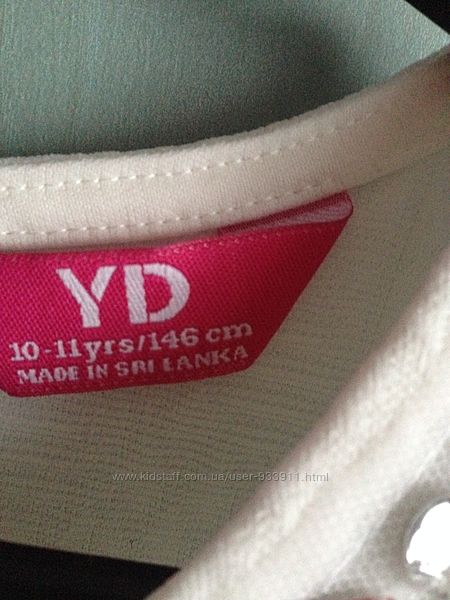 YD
10-11yrs/146 cm
MADE IN SRI LANKA
www.kidstaff.com.ua/user-933911.html